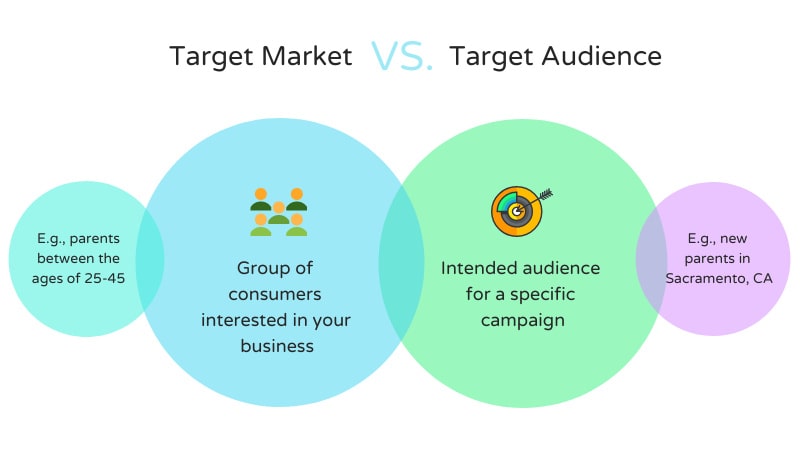 Target Market VS. Target Audience
E.g., parents
between the
ages of 25-45
Group of
consumers
interested in your
business
Intended audience
for a specific
campaign
E.g., new
parents in
Sacramento, CA